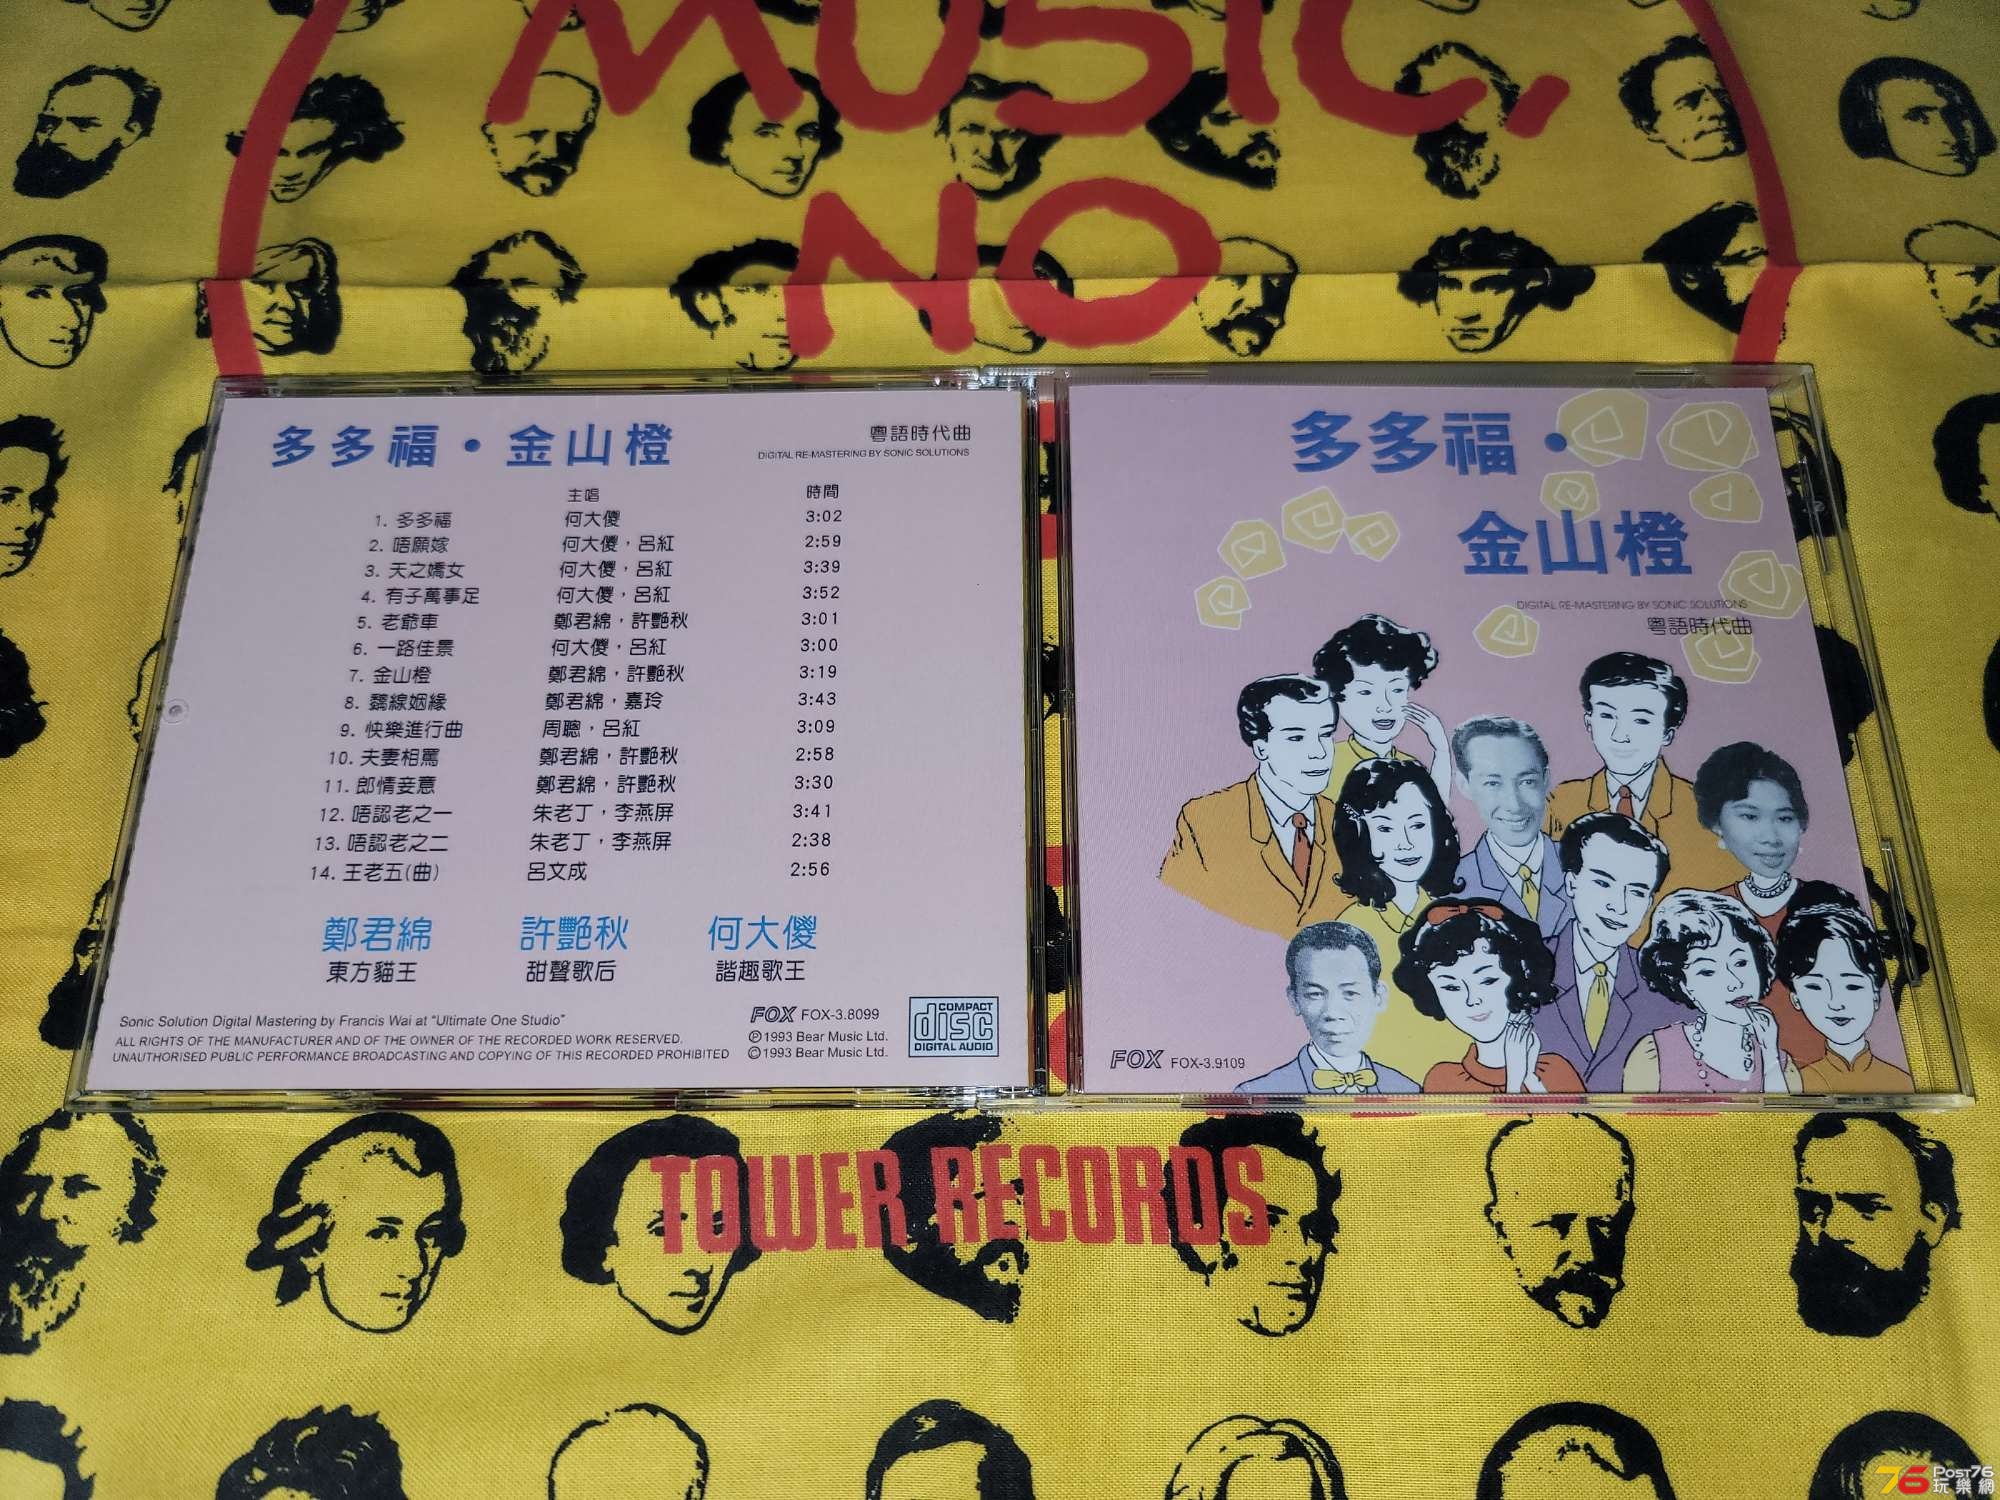 MUSIC,
NO
多多福・金山橙
粵語時代曲
DIGITAL RE-MASTERING BY SONIC SOLUTIONS
主唱 時間
1. 多多福 何大傻 3:02
2. 唔願嫁 何大傻，呂紅 2:59
3. 天之嬌女 何大傻，呂紅 3:39
4. 有子萬事足 何大傻，呂紅 3:52
5. 老爺車 鄭君綿，許艷秋 3:01
6. 一路佳景 何大傻，呂紅 3:00
7. 金山橙 鄭君綿，許艷秋 3:19
8. 黐線姻緣 鄭君綿，嘉玲 3:43
9. 快樂進行曲 周聰，呂紅 3:09
10. 夫妻相罵 鄭君綿，許艷秋 2:58
11. 郎情妾意 鄭君綿，許艷秋 3:30
12. 唔認老之一 朱老丁，李燕屏 3:41
13. 唔認老之二 朱老丁，李燕屏 2:38
14. 王老五(曲) 呂文成 2:56
鄭君綿 許艷秋 何大傻
東方貓王 甜聲歌后 諧趣歌王
Sonic Solution Digital Mastering by Francis Wai at "Ultimate One Studio"
ALL RIGHTS OF THE MANUFACTURER AND OF THE OWNER OF THE RECORDED WORK RESERVED.
UNAUTHORISED PUBLIC PERFORMANCE BROADCASTING AND COPYING OF THIS RECORDED PROHIBITED
FOX FOX-3.8099
Ⓟ1993 Bear Music Ltd.
©1993 Bear Music Ltd.
COMPACT
disc
DIGITAL AUDIO
多多福・
金山橙
DIGITAL RE-MASTERING BY SONIC SOLUTIONS
粵語時代曲
FOX FOX-3.9109
TOWER RECORDS
76 POST76
玩樂網